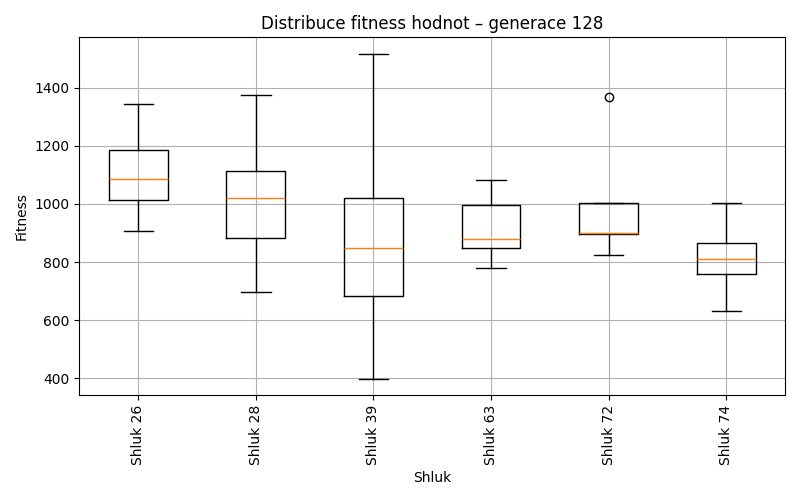 Distribuce fitness hodnot – generace 128
Fitness
1400
1200
1000
800
600
400
Shluk 26
Shluk 28
Shluk 39
Shluk 63
Shluk 72
Shluk 74
Shluk